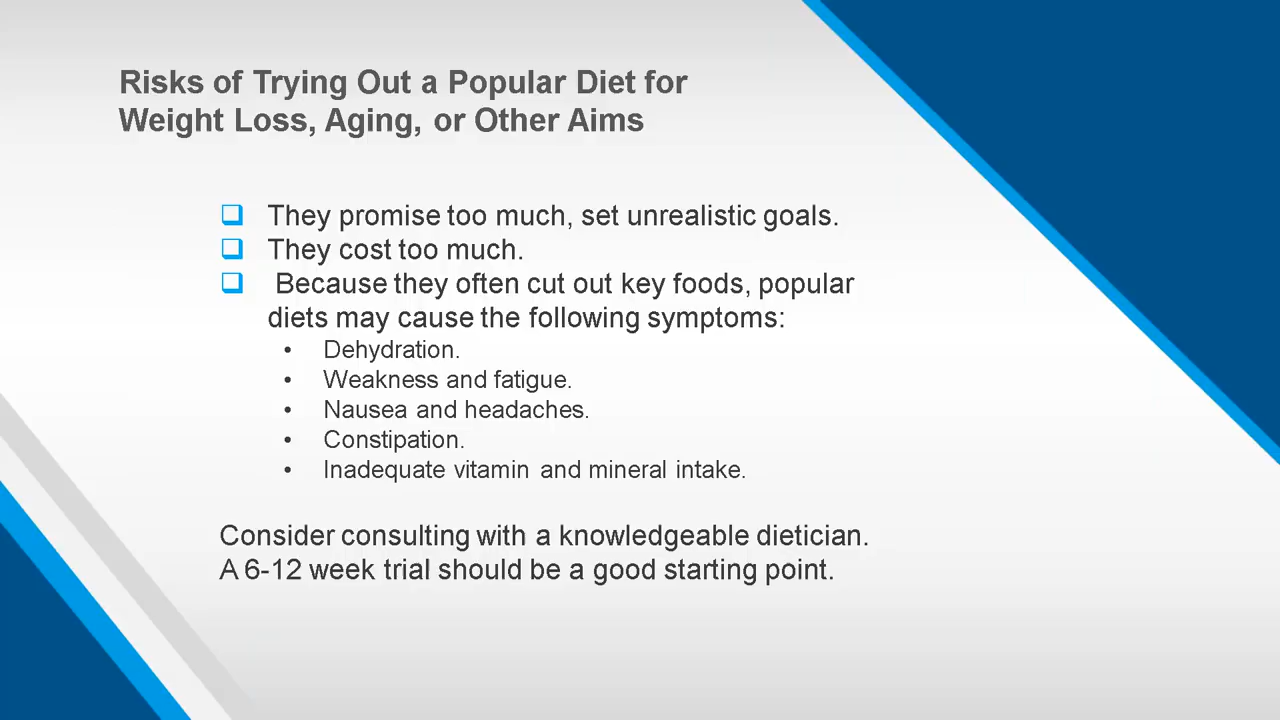 Risks of Trying Out a Popular Diet for
Weight Loss, Aging, or Other Aims
❑ They promise too much, set unrealistic goals.
❑ They cost too much.
❑ Because they often cut out key foods, popular
diets may cause the following symptoms:
• Dehydration.
• Weakness and fatigue.
• Nausea and headaches.
• Constipation.
• Inadequate vitamin and mineral intake.
Consider consulting with a knowledgeable dietician.
A 6-12 week trial should be a good starting point.